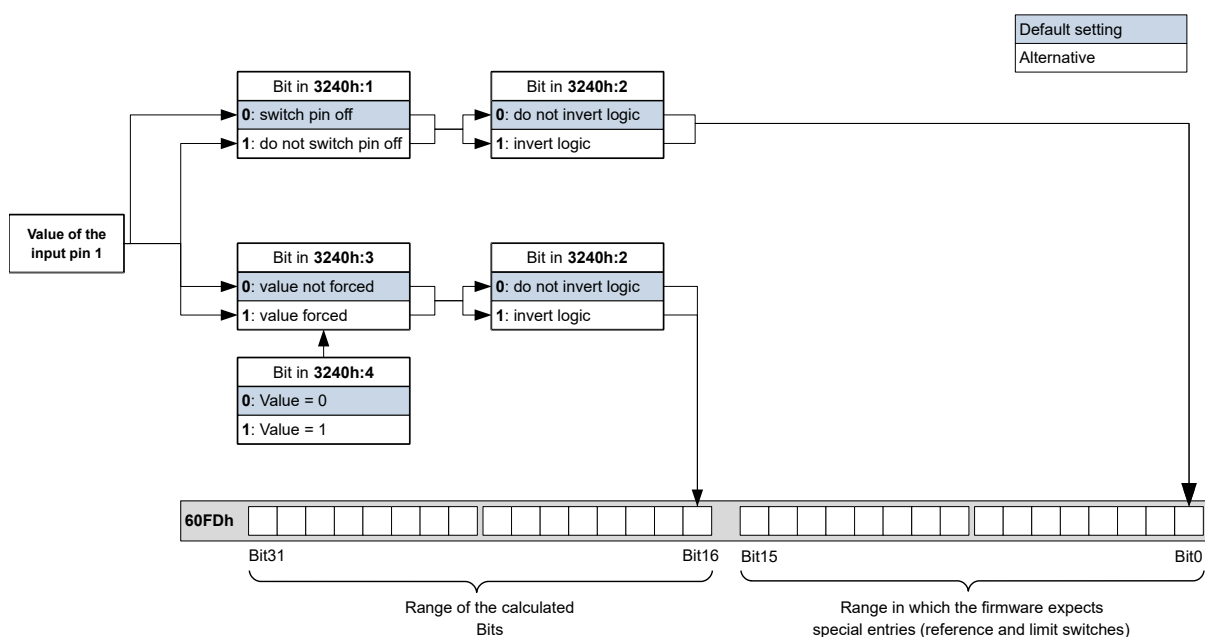 Default setting
Alternative
Bit in 3240h:1
0: switch pin off
1: do not switch pin off
Bit in 3240h:2
0: do not invert logic
1: invert logic
Value of the
input pin 1
Bit in 3240h:3
0: value not forced
1: value forced
Bit in 3240h:2
0: do not invert logic
1: invert logic
Bit in 3240h:4
0: Value = 0
1: Value = 1
60FDh
Bit31
Bit16
Bit15
Bit0
Range of the calculated
Bits
Range in which the firmware expects
special entries (reference and limit switches)